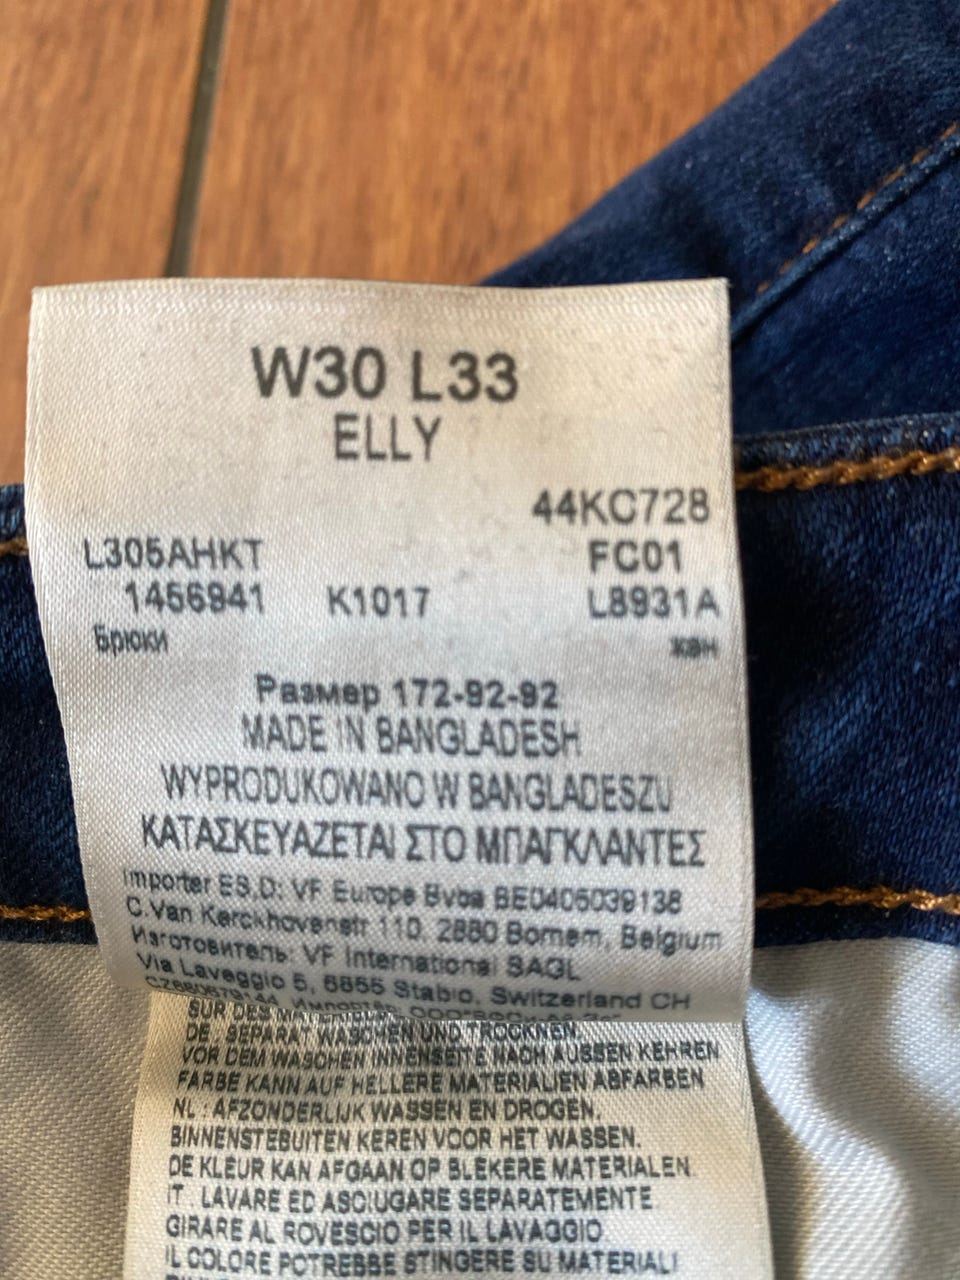 W30 L33
ELLY
44KC728
L305AHKT FC01
1456941 K1017 L8931A
Брюки жен
Размер 172-92-92
MADE IN BANGLADESH
WYPRODUKOWANO W BANGLADESZU
ΚΑΤΑΣΚΕΥΑΖΕΤΑΙ ΣΤΟ ΜΠΑΓΚΛΑΝΤΕΣ
Importer ES,D: VF Europe Bvba BE0405039138
C.Van Kerckhovenstr 110, 2880 Bornem, Belgium
Изготовитель: VF International SAGL
Via Laveggio 5, 6855 Stabio, Switzerland CH
SUR DES
DE: SEPARAT WASCHEN UND TROCKNEN.
VOR DEM WASCHEN INNENSEITE NACH AUSSEN KEHREN
FARBE KANN AUF HELLERE MATERIALIEN ABFARBEN
NL : AFZONDERLIJK WASSEN EN DROGEN.
BINNENSTEBUITEN KEREN VOOR HET WASSEN.
DE KLEUR KAN AFGAAN OP BLEKERE MATERIALEN
IT. LAVARE ED ASCIUGARE SEPARATEMENTE
GIRARE AL ROVESCIO PER IL LAVAGGIO.
IL COLORE POTREBBE STINGERE SU MATERIALI